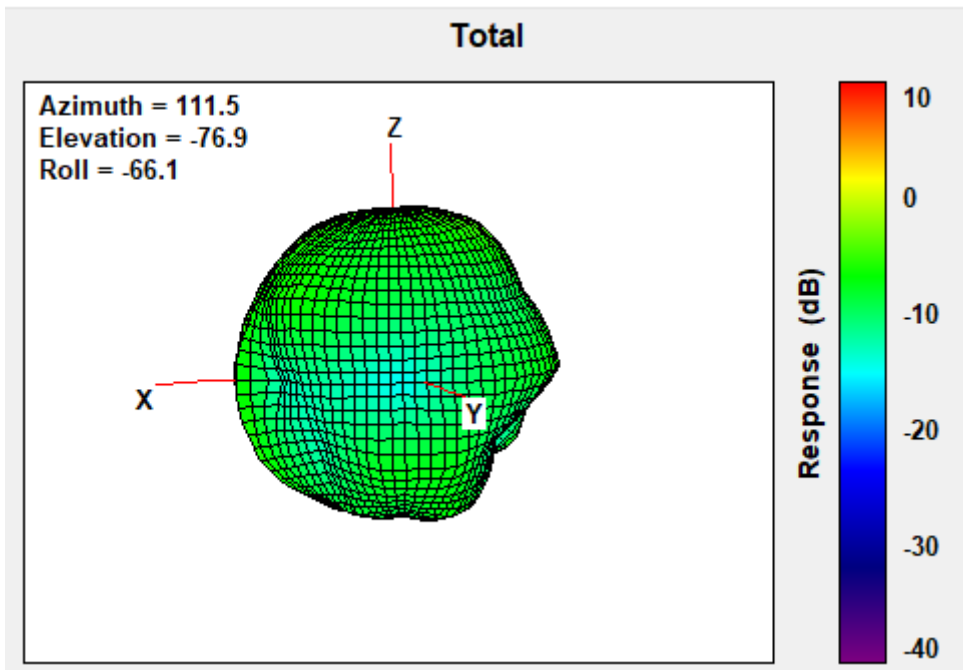 Total
Azimuth = 111.5
Elevation = -76.9
Roll = -66.1
Z
X
Y
Response (dB)
10
0
-10
-20
-30
-40